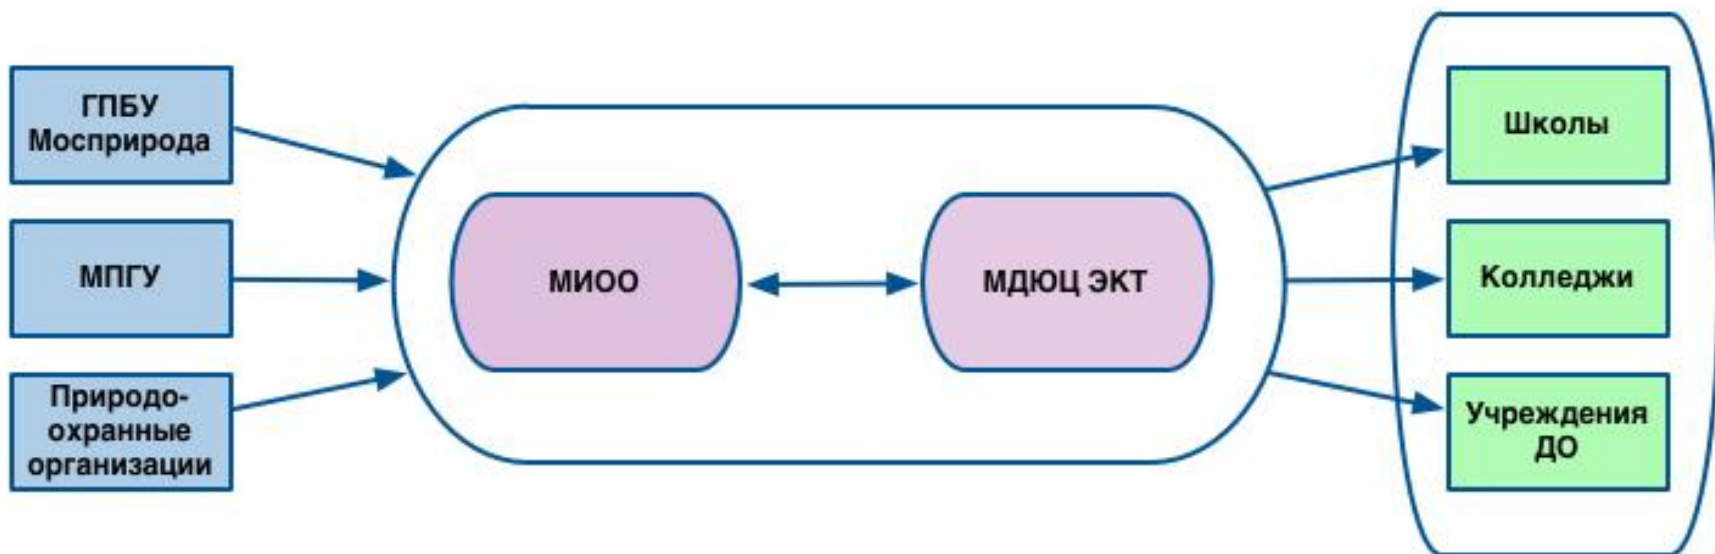 ГПБУ
Мосприрода
МПГУ
Природо-
охранные
организации
МИОО
МДЮЦ ЭКТ
Школы
Колледжи
Учреждения
ДО